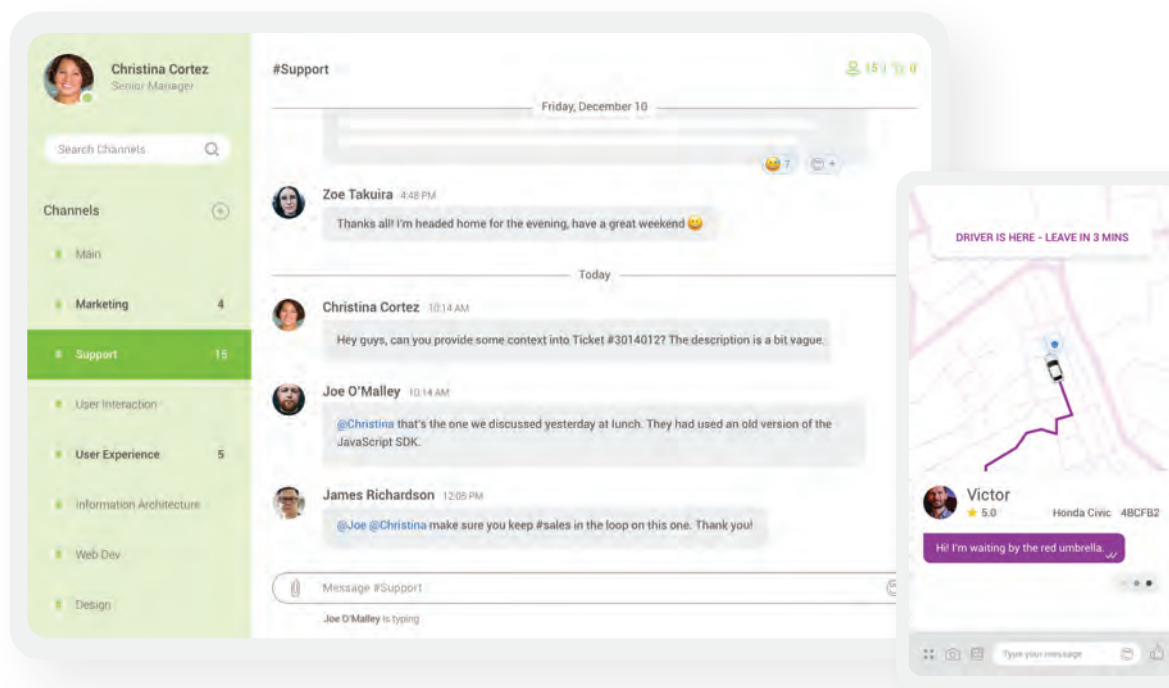 Christina Cortez
Senior Manager
Search Channels
Channels
# Main
# Marketing 4
# Support 15
# User Interaction
# User Experience 5
# Information Architecture
# Web Dev
# Design
#Support
15 | 0
Friday, December 10
7
+
Zoe Takuira 4:48 PM
Thanks all! I'm headed home for the evening, have a great weekend
Today
Christina Cortez 10:14 AM
Hey guys, can you provide some context into Ticket #3014012? The description is a bit vague.
Joe O'Malley 10:14 AM
@Christina that's the one we discussed yesterday at lunch. They had used an old version of the
JavaScript SDK.
James Richardson 12:05 PM
@Joe @Christina make sure you keep #sales in the loop on this one. Thank you!
Message #Support
Joe O'Malley is typing
DRIVER IS HERE - LEAVE IN 3 MINS
Victor
5.0 Honda Civic 4BCFB2
Hi! I'm waiting by the red umbrella.
Type your message